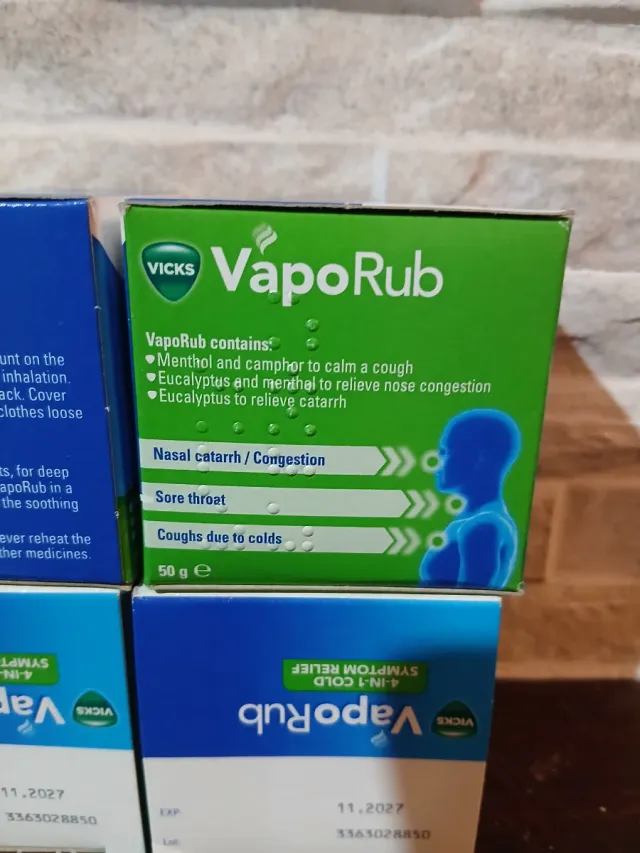 VICKS VapoRub
VapoRub contains:
Menthol and camphor to calm a cough
Eucalyptus and menthol to relieve nose congestion
Eucalyptus to relieve catarrh
Nasal catarrh / Congestion
Sore throat
Coughs due to colds
50 g ℮
unt on the
inhalation.
ack. Cover
clothes loose
ts, for deep
apoRub in a
the soothing
ever reheat the
ther medicines.
4-IN-1 COLD
SYMPTOM RELIEF
VICKS VapoRub
EXP 11.2027
Lot 3363028850
4-IN-1
SYMPTOM
VICKS Vap
11.2027
3363028850